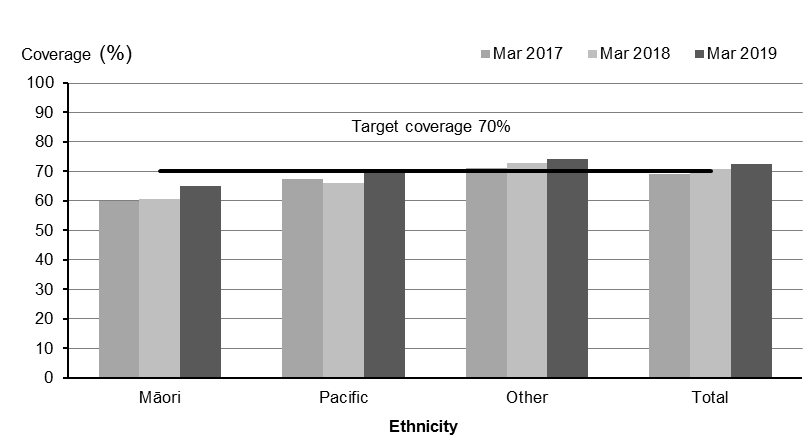 Coverage (%)
Mar 2017 Mar 2018 Mar 2019
100
90
Target coverage 70%
80
70
60
50
40
30
20
10
0
Māori Pacific Other Total
Ethnicity